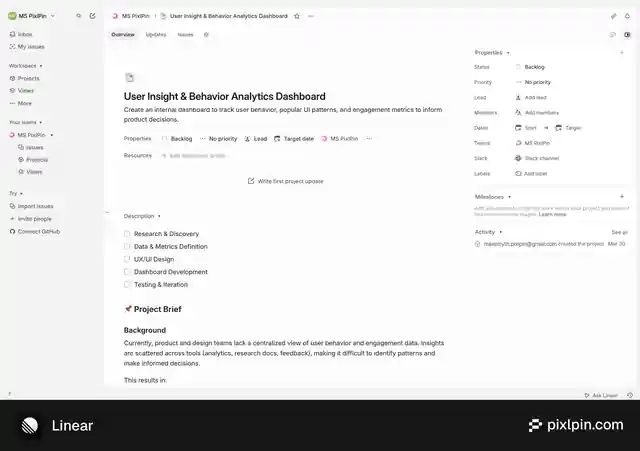 MS PixlPin
Inbox
My issues
Workspace
Projects
Views
More
Your teams
MS PixlPin
Issues
Projects
Views
Try
Import issues
Invite people
Connect GitHub
MS PixlPin › User Insight & Behavior Analytics Dashboard
Overview Updates Issues
User Insight & Behavior Analytics Dashboard
Create an internal dashboard to track user behavior, popular UI patterns, and engagement metrics to inform
product decisions.
Properties Backlog No priority Lead Target date MS PixlPin
Resources
Write first project update
Description
Research & Discovery
Data & Metrics Definition
UX/UI Design
Dashboard Development
Testing & Iteration
Project Brief
Background
Currently, product and design teams lack a centralized view of user behavior and engagement data. Insights
are scattered across tools (analytics, research docs, feedback), making it difficult to identify patterns and
make informed decisions.
This results in:
Properties
Status Backlog
Priority No priority
Lead Add lead
Members Add members
Dates Start → Target
Teams MS PixlPin
Slack Slack channel
Labels Add label
Milestones
Learn more
Activity See all
created the project Mar 30
Ask Linear
Linear
pixlpin.com